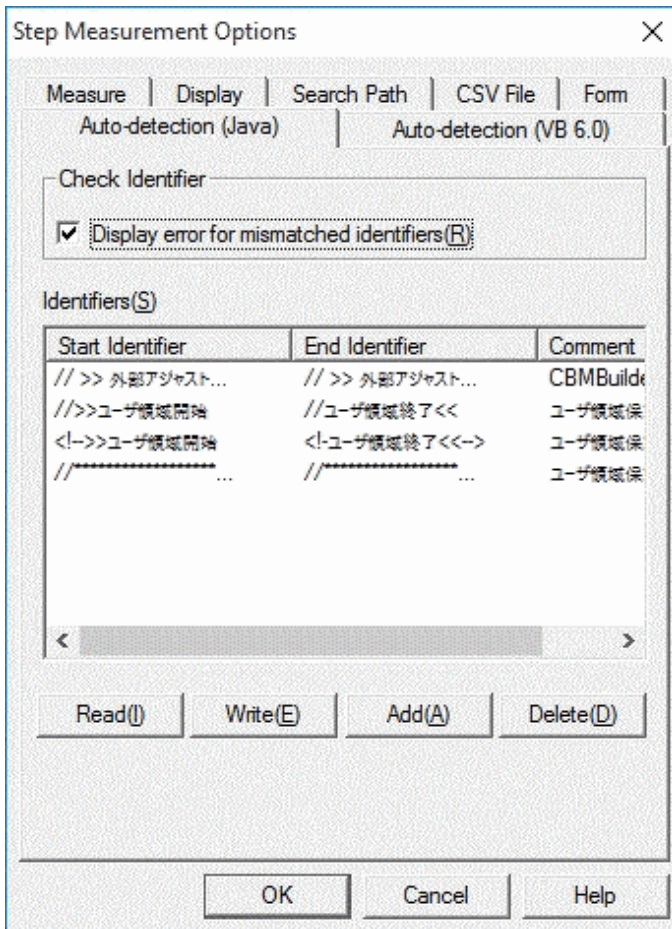 Step Measurement Options
Measure Display Search Path CSV File Form
Auto-detection (Java) Auto-detection (VB 6.0)
Check Identifier
Display error for mismatched identifiers(R)
Identifiers(S)
Start Identifier End Identifier Comment
// >> 外部アジャスト... // >> 外部アジャスト... CBMBuilde
//>>ユーザ領域開始 //ユーザ領域終了<< ユーザ領域保
<!-->>ユーザ領域開始 <!-ユーザ領域終了<<--> ユーザ領域保
//******************... //*****************... ユーザ領域保
Read(I) Write(E) Add(A) Delete(D)
OK Cancel Help